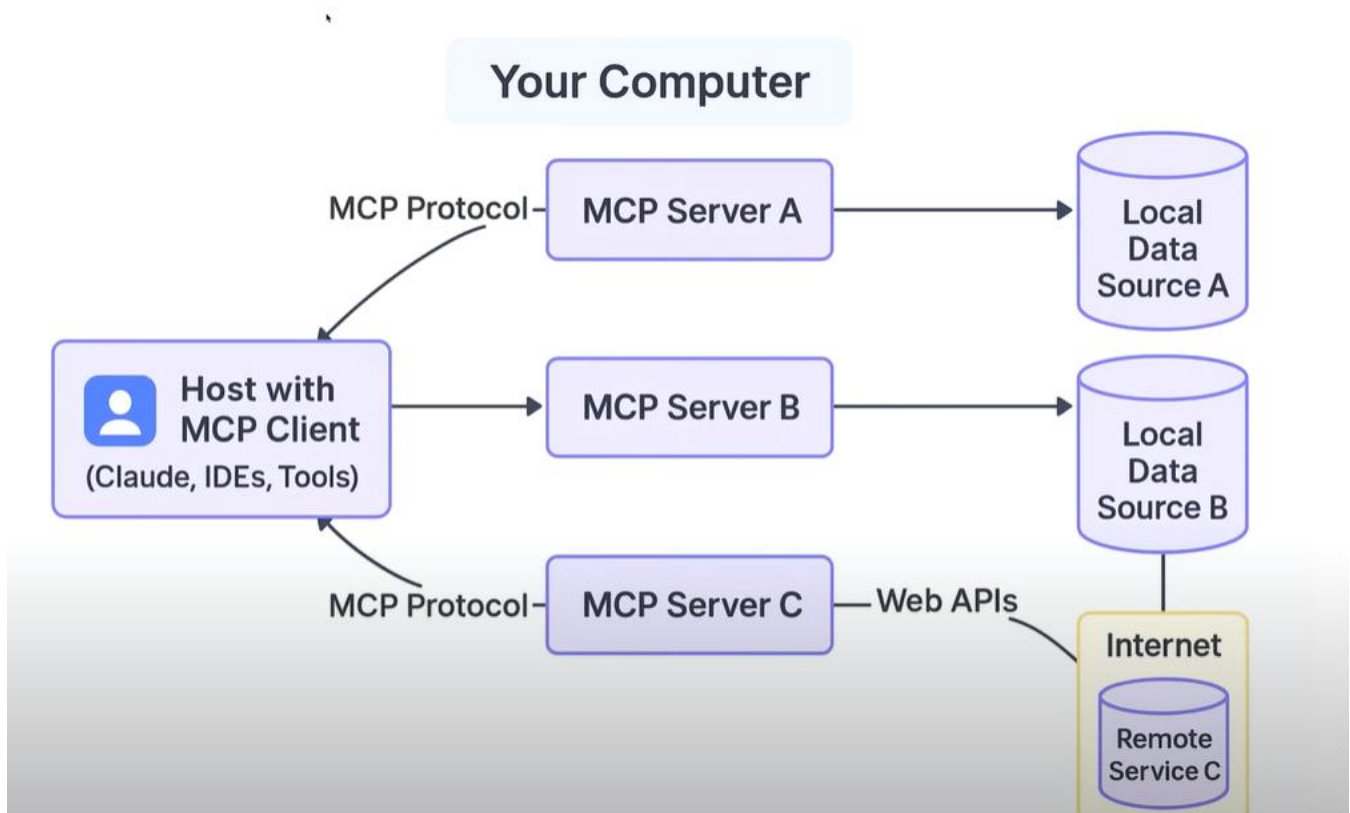 Your Computer
MCP Protocol
MCP Server A
Local
Data
Source A
Host with
MCP Client
(Claude, IDEs, Tools)
MCP Server B
Local
Data
Source B
MCP Protocol
MCP Server C
Web APIs
Internet
Remote
Service C